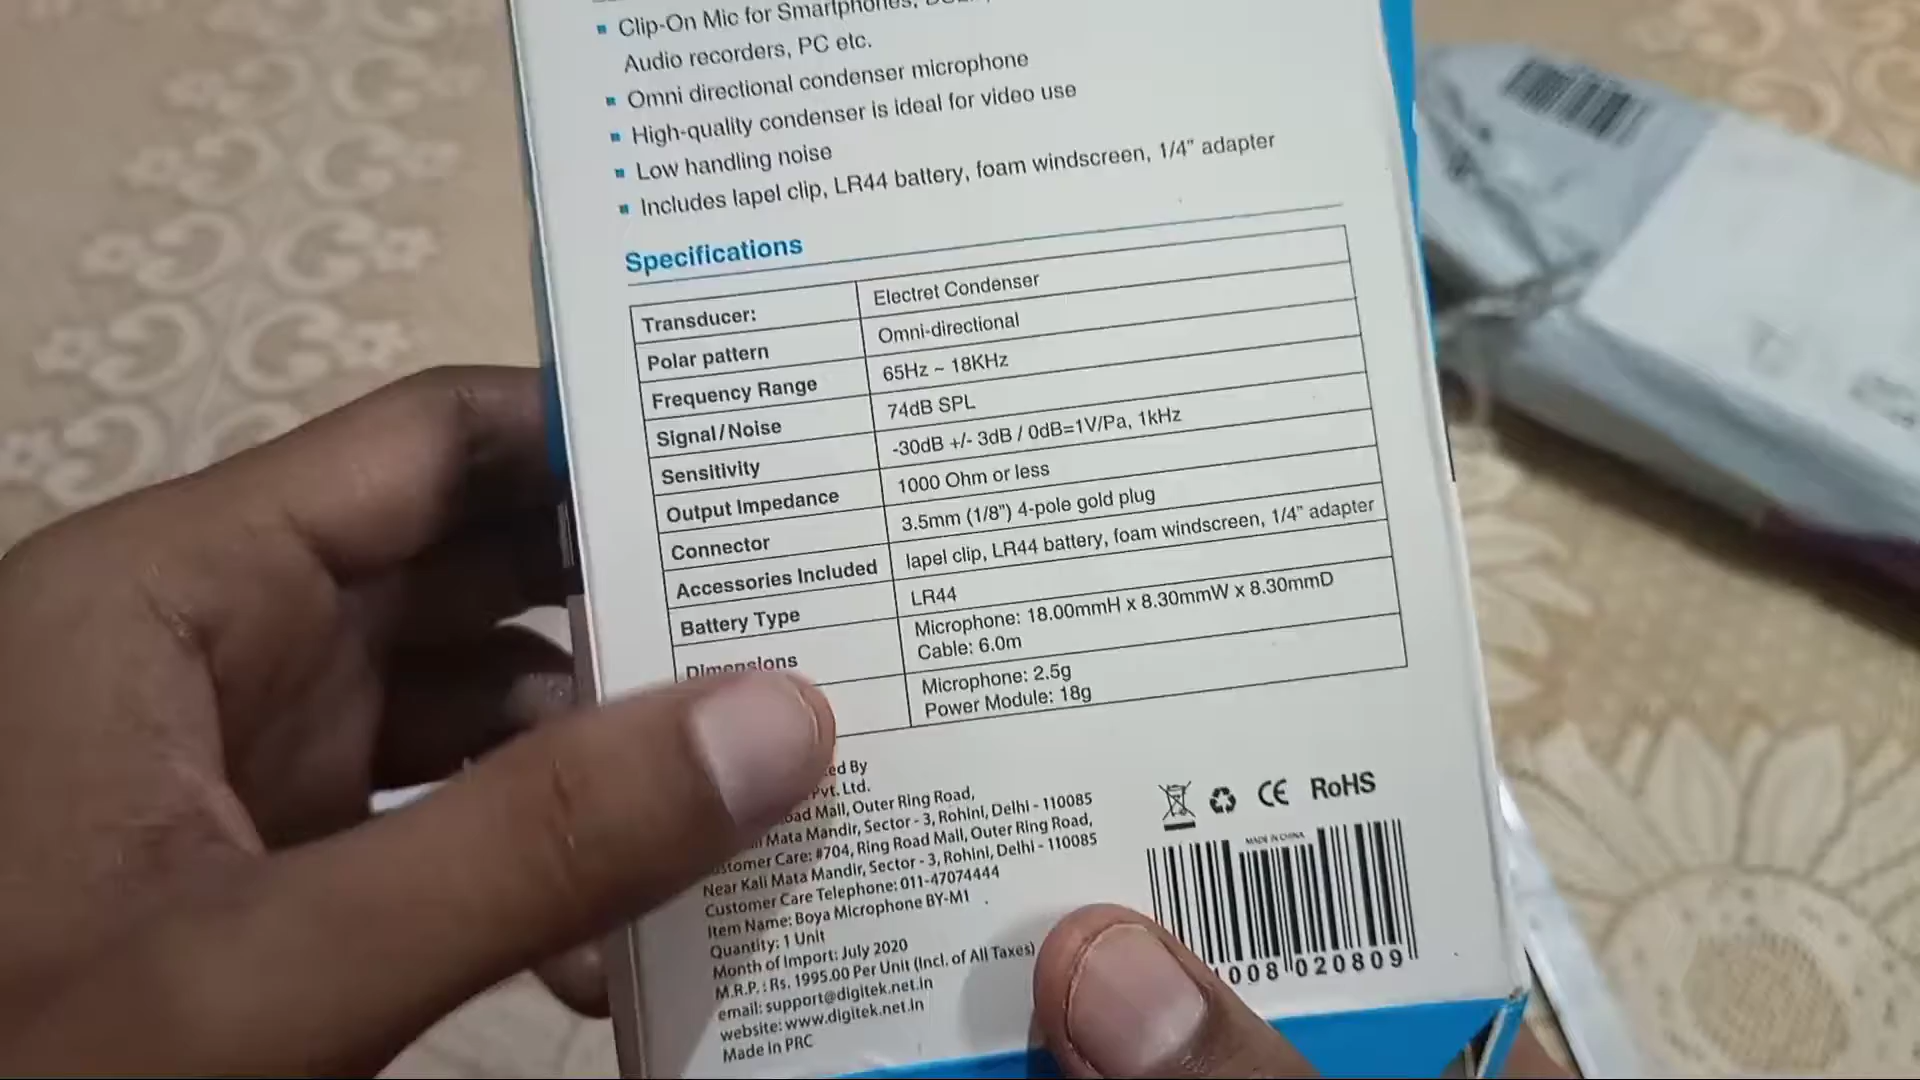 Clip-On Mic for Smartphones,
Audio recorders, PC etc.
Omni directional condenser microphone
High-quality condenser is ideal for video use
Low handling noise
Includes lapel clip, LR44 battery, foam windscreen, 1/4" adapter
Specifications
Transducer: Electret Condenser
Polar pattern Omni-directional
Frequency Range 65Hz ~ 18KHz
Signal/Noise 74dB SPL
Sensitivity -30dB +/- 3dB / 0dB=1V/Pa, 1kHz
Output Impedance 1000 Ohm or less
Connector 3.5mm (1/8") 4-pole gold plug
Accessories Included lapel clip, LR44 battery, foam windscreen, 1/4" adapter
Battery Type LR44
Dimensions Microphone: 18.00mmH x 8.30mmW x 8.30mmD
Cable: 6.0m
Microphone: 2.5g
Power Module: 18g
By
Pvt. Ltd.
Mall, Outer Ring Road,
Mata Mandir, Sector - 3, Rohini, Delhi - 110085
Care: #704, Ring Road Mall, Outer Ring Road,
Near Kali Mata Mandir, Sector - 3, Rohini, Delhi - 110085
Customer Care Telephone: 011-47074444
Item Name: Boya Microphone BY-M1
Quantity: 1 Unit
Month of Import: July 2020
M.R.P. : Rs. 1995.00 Per Unit (Incl. of All Taxes)
email: support@digitek.net.in
website: www.digitek.net.in
Made in PRC
CE RoHS
MADE IN CHINA
008 020809